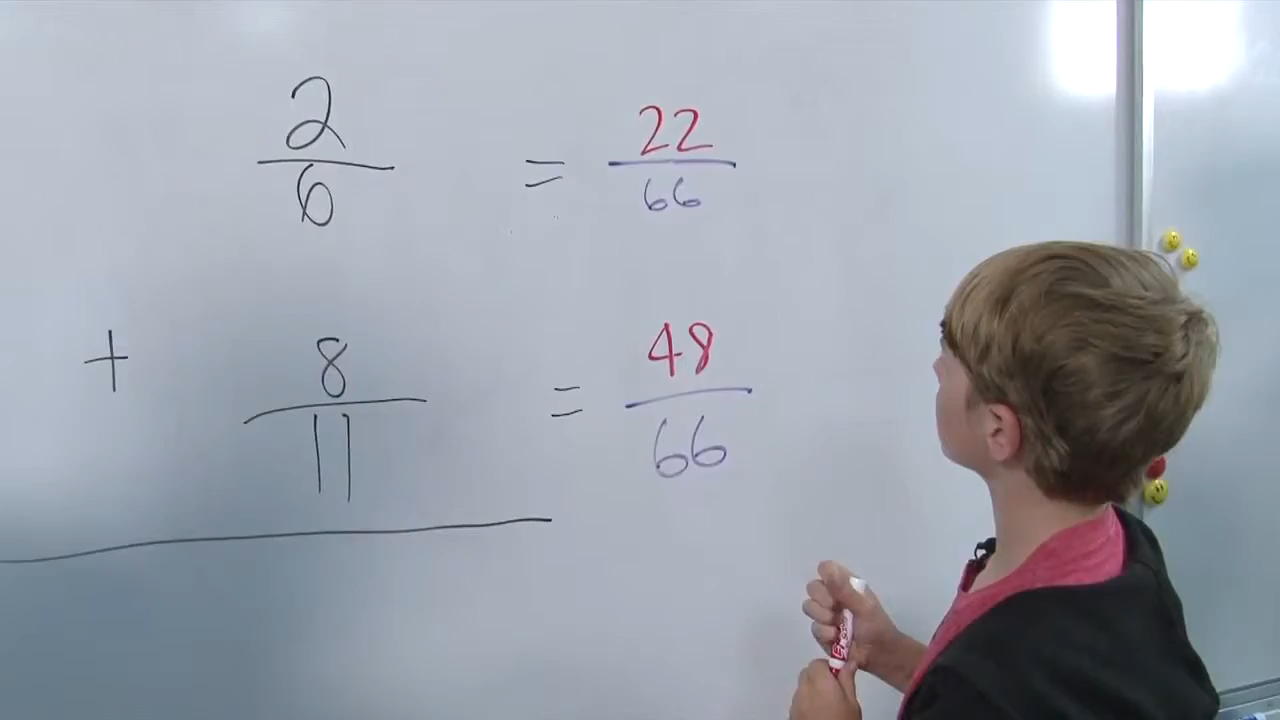 2/6 = 22/66
+ 8/11 = 48/66